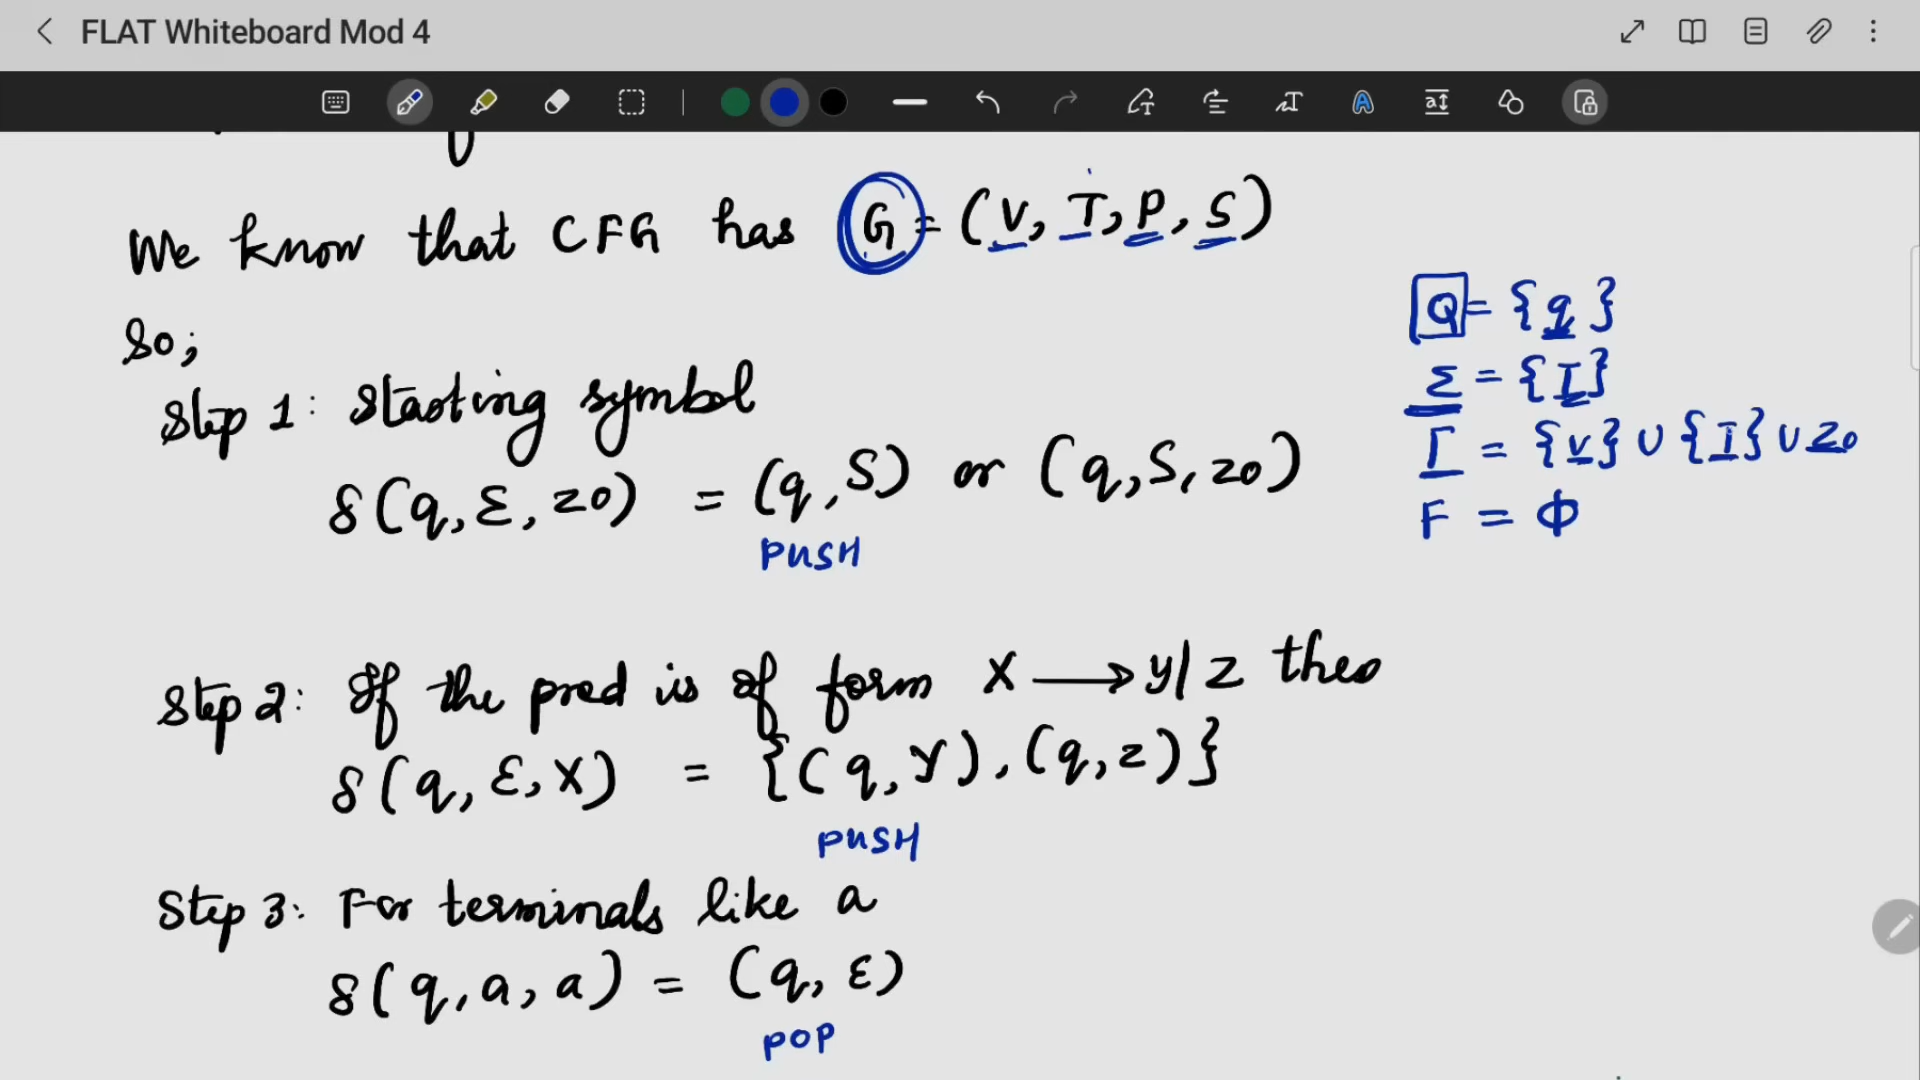 FLAT Whiteboard Mod 4
We know that CFG has G = (V, T, P, S)
So;
Step 1: Starting symbol
δ(q, ε, z0) = (q, S) or (q, S, z0)
PUSH
Q = {q}
Σ = {I}
Γ = {V} ∪ {I} ∪ Z0
F = Φ
Step 2: If the prod is of form X ⟶ y/z then
δ(q, ε, X) = {(q, Y), (q, z)}
PUSH
Step 3: For terminals like a
δ(q, a, a) = (q, ε)
POP